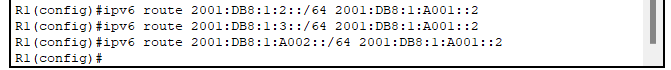 R1(config)#ipv6 route 2001:DB8:1:2::/64 2001:DB8:1:A001::2
R1(config)#ipv6 route 2001:DB8:1:3::/64 2001:DB8:1:A001::2
R1(config)#ipv6 route 2001:DB8:1:A002::/64 2001:DB8:1:A001::2
R1(config)#